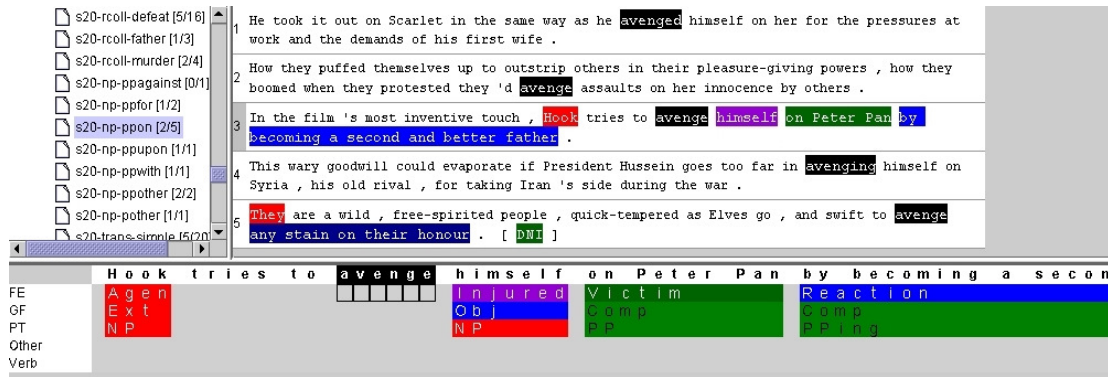 s20-rcoll-defeat [5/16]
s20-rcoll-father [1/3]
s20-rcoll-murder [2/4]
s20-np-ppagainst [0/1]
s20-np-ppfor [1/2]
s20-np-ppon [2/5]
s20-np-ppupon [1/1]
s20-np-ppwith [1/1]
s20-np-ppother [2/2]
s20-np-pother [1/1]
s20-trans-simple [5/20]
1 He took it out on Scarlet in the same way as he avenged himself on her for the pressures at
work and the demands of his first wife .
2 How they puffed themselves up to outstrip others in their pleasure-giving powers , how they
boomed when they protested they 'd avenge assaults on her innocence by others .
3 In the film 's most inventive touch , Hook tries to avenge himself on Peter Pan by
becoming a second and better father .
4 This wary goodwill could evaporate if President Hussein goes too far in avenging himself on
Syria , his old rival , for taking Iran 's side during the war .
5 They are a wild , free-spirited people , quick-tempered as Elves go , and swift to avenge
any stain on their honour . [ DNI ]
Hook tries to avenge himself on Peter Pan by becoming a secon
FE Agen Injured Victim Reaction
GF Ext Obj Comp Comp
PT NP NP PP PPing
Other
Verb